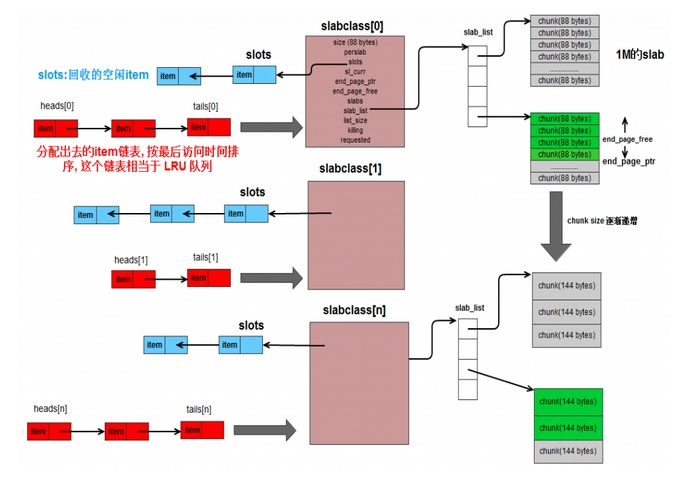 slabclass[0]
slab_list
chunk(88 bytes)
chunk(88 bytes)
chunk(88 bytes)
chunk(88 bytes)
chunk(88 bytes)
1M的slab
size (88 bytes)
perslab
slots
sl_curr
end_page_ptr
end_page_free
slabs
slab_list
list_size
killing
requested
slots
slots:回收的空闲item
item
item
heads[0]
tails[0]
item
item
item
分配出去的item链表, 按最后访问时间排
序, 这个链表相当于 LRU 队列
chunk(88 bytes)
chunk(88 bytes)
chunk(88 bytes)
chunk(88 bytes)
chunk(88 bytes)
end_page_free
end_page_ptr
slabclass[1]
slots
item
item
item
chunk size 逐渐递增
heads[1]
tails[1]
item
item
slabclass[n]
slab_list
chunk(144 bytes)
chunk(144 bytes)
chunk(144 bytes)
slots
item
item
heads[n]
tails[n]
item
item
item
chunk(144 bytes)
chunk(144 bytes)
chunk(144 bytes)